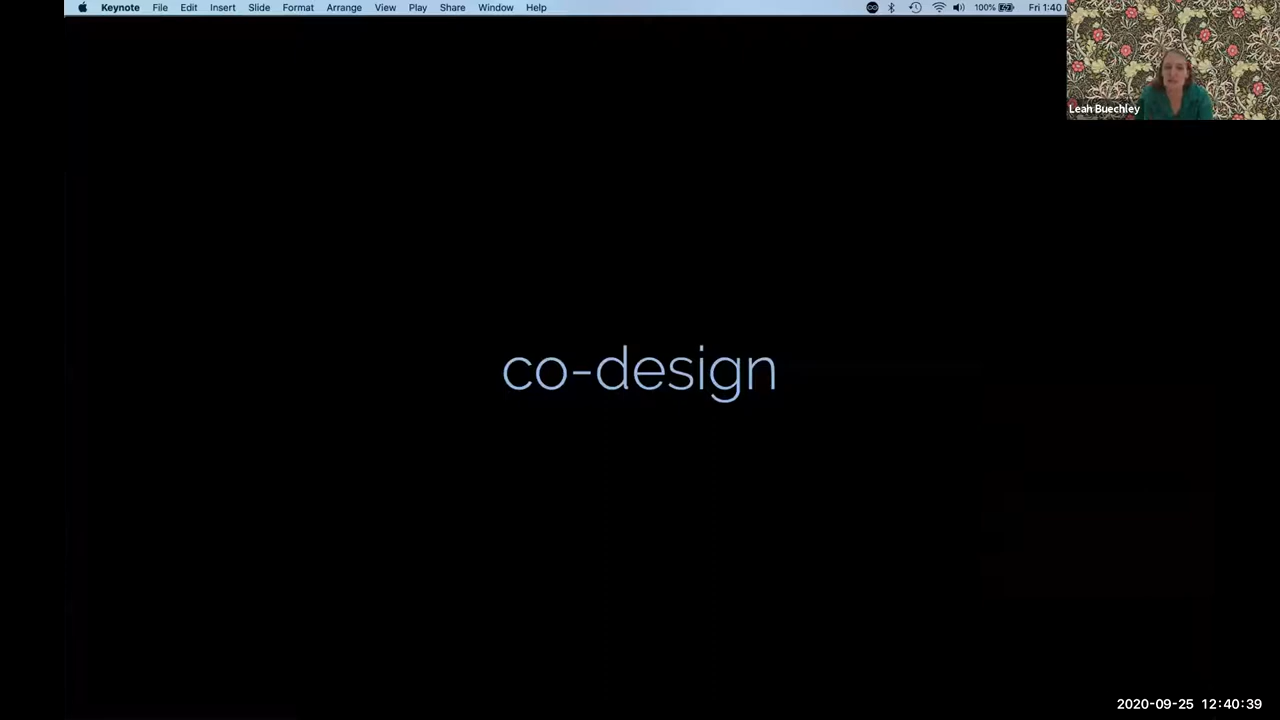 Keynote File Edit Insert Slide Format Arrange View Play Share Window Help 100% Fri 1:40
Leah Buechley
co-design
2020-09-25 12:40:39